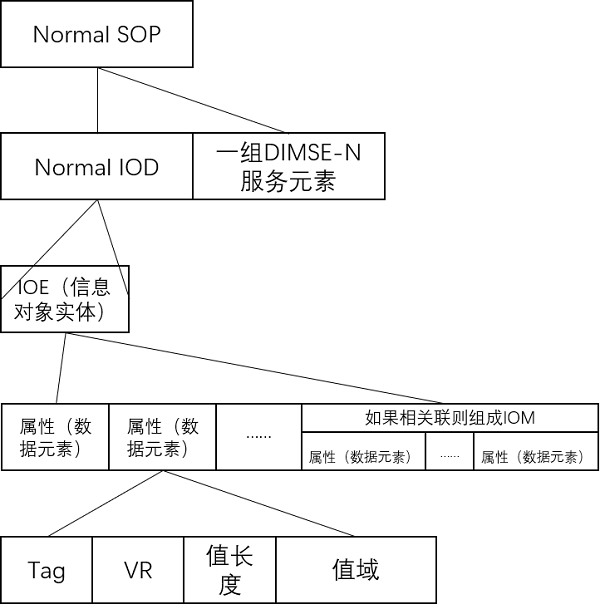 Normal SOP
Normal IOD
一组DIMSE-N
服务元素
IOE（信息
对象实体）
属性（数
据元素）
属性（数
据元素）
……
如果相关联则组成IOM
属性（数据元素）
……
属性（数据元素）
Tag
VR
值长
度
值域